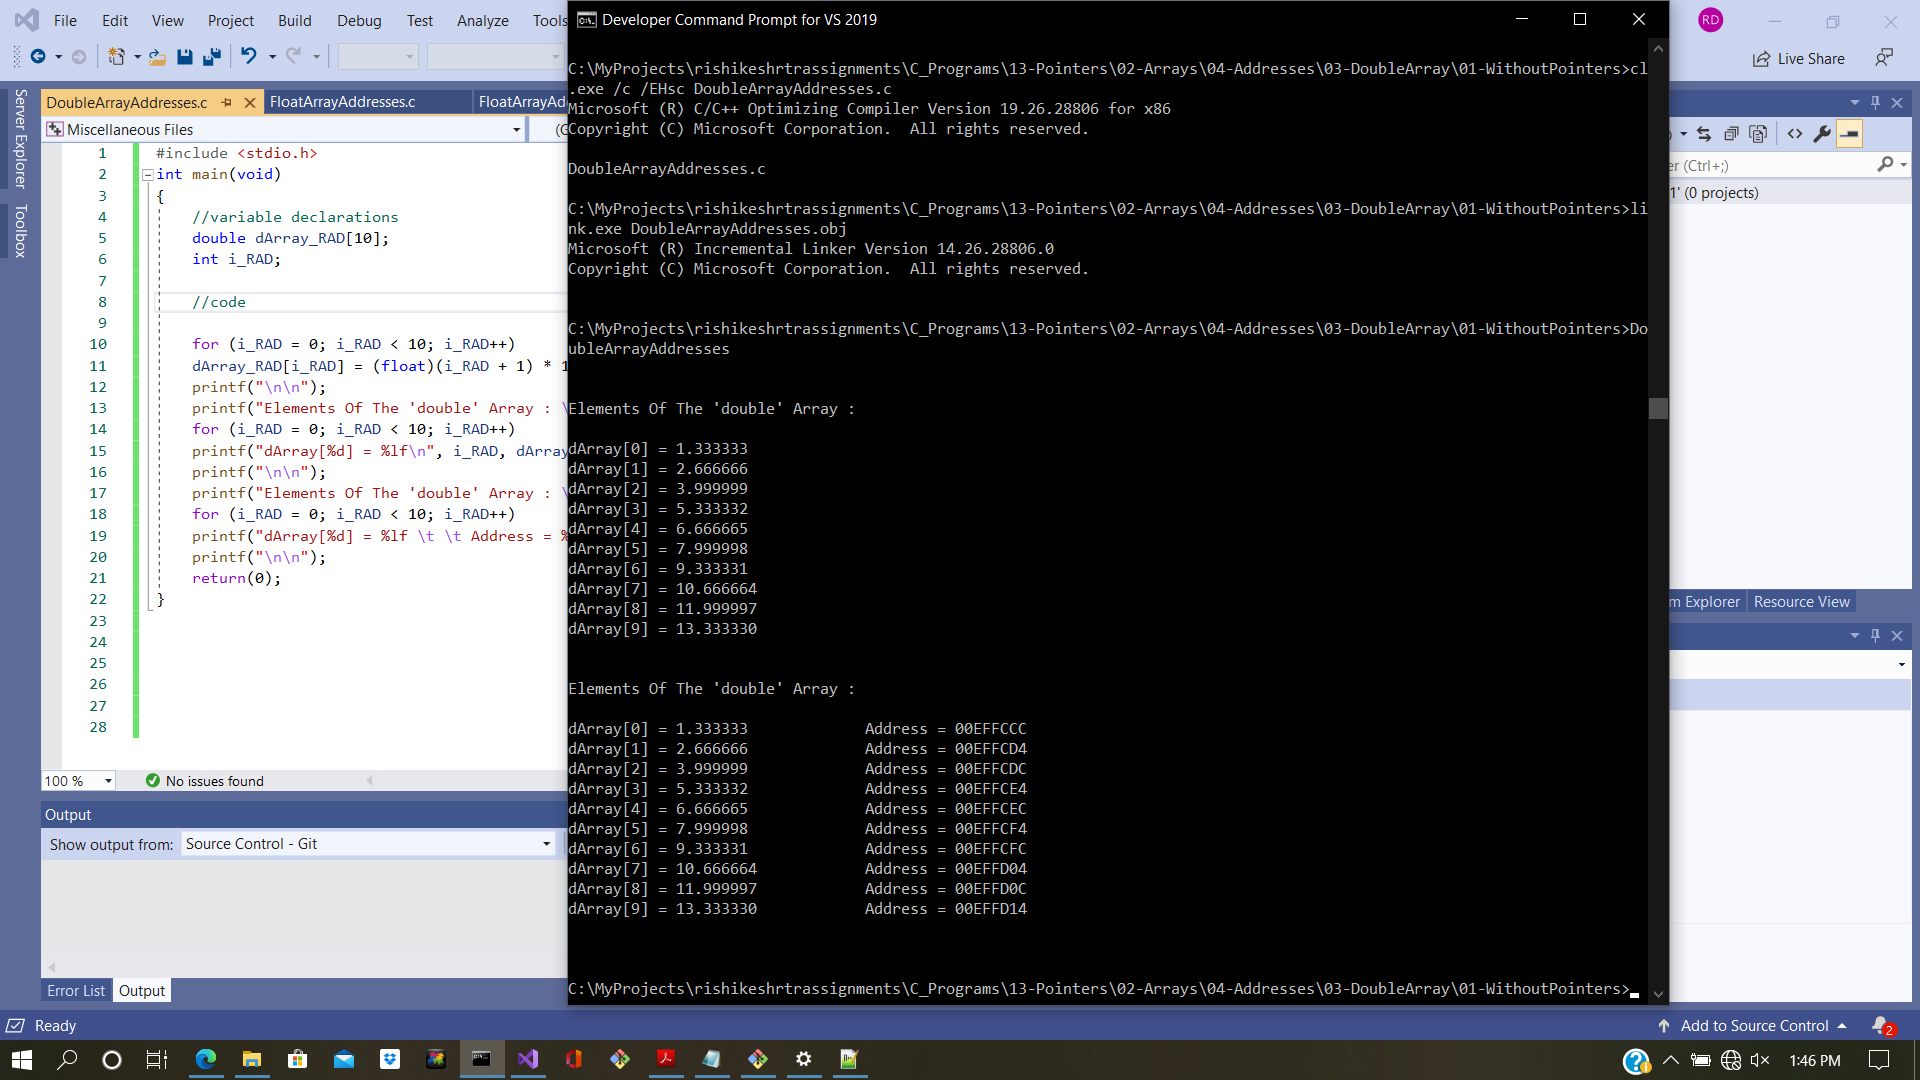 File Edit View Project Build Debug Test Analyze Tools
Developer Command Prompt for VS 2019
RD
Live Share
Server Explorer
Toolbox
DoubleArrayAddresses.c
FloatArrayAddresses.c
FloatArrayAd
Miscellaneous Files
1 #include <stdio.h>
2 int main(void)
3 {
4 //variable declarations
5 double dArray_RAD[10];
6 int i_RAD;
7
8 //code
9
10 for (i_RAD = 0; i_RAD < 10; i_RAD++)
11 dArray_RAD[i_RAD] = (float)(i_RAD + 1) * 1
12 printf("\n\n");
13 printf("Elements Of The 'double' Array : \
14 for (i_RAD = 0; i_RAD < 10; i_RAD++)
15 printf("dArray[%d] = %lf\n", i_RAD, dArray
16 printf("\n\n");
17 printf("Elements Of The 'double' Array : \
18 for (i_RAD = 0; i_RAD < 10; i_RAD++)
19 printf("dArray[%d] = %lf \t \t Address = %
20 printf("\n\n");
21 return(0);
22 }
23
24
25
26
27
28
100 %
No issues found
Output
Show output from: Source Control - Git
Error List Output
C:\MyProjects\rishikeshrtrassignments\C_Programs\13-Pointers\02-Arrays\04-Addresses\03-DoubleArray\01-WithoutPointers>cl
.exe /c /EHsc DoubleArrayAddresses.c
Microsoft (R) C/C++ Optimizing Compiler Version 19.26.28806 for x86
Copyright (C) Microsoft Corporation.  All rights reserved.
DoubleArrayAddresses.c
C:\MyProjects\rishikeshrtrassignments\C_Programs\13-Pointers\02-Arrays\04-Addresses\03-DoubleArray\01-WithoutPointers>li
nk.exe DoubleArrayAddresses.obj
Microsoft (R) Incremental Linker Version 14.26.28806.0
Copyright (C) Microsoft Corporation.  All rights reserved.
C:\MyProjects\rishikeshrtrassignments\C_Programs\13-Pointers\02-Arrays\04-Addresses\03-DoubleArray\01-WithoutPointers>Do
ubleArrayAddresses
Elements Of The 'double' Array :
dArray[0] = 1.333333
dArray[1] = 2.666666
dArray[2] = 3.999999
dArray[3] = 5.333332
dArray[4] = 6.666665
dArray[5] = 7.999998
dArray[6] = 9.333331
dArray[7] = 10.666664
dArray[8] = 11.999997
dArray[9] = 13.333330
Elements Of The 'double' Array :
dArray[0] = 1.333333 Address = 00EFFCCC
dArray[1] = 2.666666 Address = 00EFFCD4
dArray[2] = 3.999999 Address = 00EFFCDC
dArray[3] = 5.333332 Address = 00EFFCE4
dArray[4] = 6.666665 Address = 00EFFCEC
dArray[5] = 7.999998 Address = 00EFFCF4
dArray[6] = 9.333331 Address = 00EFFCFC
dArray[7] = 10.666664 Address = 00EFFD04
dArray[8] = 11.999997 Address = 00EFFD0C
dArray[9] = 13.333330 Address = 00EFFD14
C:\MyProjects\rishikeshrtrassignments\C_Programs\13-Pointers\02-Arrays\04-Addresses\03-DoubleArray\01-WithoutPointers>
er (Ctrl+;)
1' (0 projects)
m Explorer Resource View
Ready
Add to Source Control
2
1:46 PM